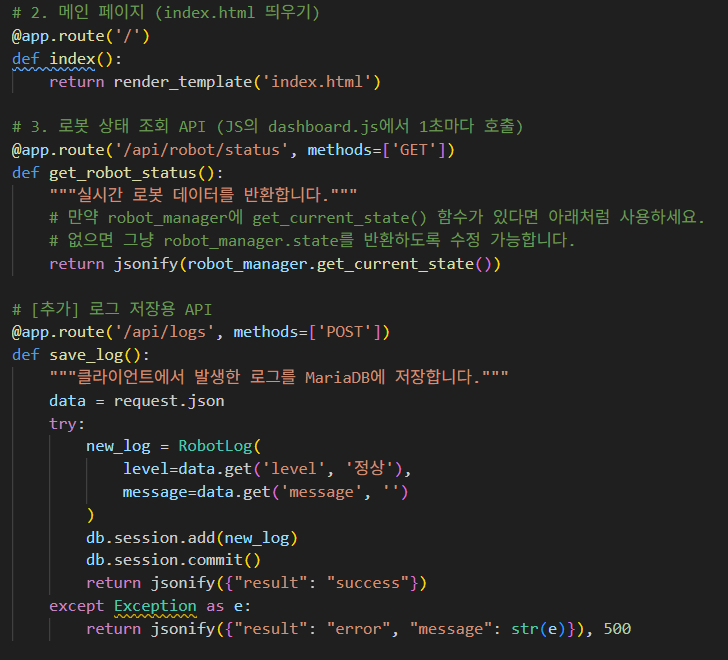 # 2. 메인 페이지 (index.html 띄우기)
@app.route('/')
def index():
    return render_template('index.html')

# 3. 로봇 상태 조회 API (JS의 dashboard.js에서 1초마다 호출)
@app.route('/api/robot/status', methods=['GET'])
def get_robot_status():
    """실시간 로봇 데이터를 반환합니다."""
    # 만약 robot_manager에 get_current_state() 함수가 있다면 아래처럼 사용하세요.
    # 없으면 그냥 robot_manager.state를 반환하도록 수정 가능합니다.
    return jsonify(robot_manager.get_current_state())

# [추가] 로그 저장용 API
@app.route('/api/logs', methods=['POST'])
def save_log():
    """클라이언트에서 발생한 로그를 MariaDB에 저장합니다."""
    data = request.json
    try:
        new_log = RobotLog(
            level=data.get('level', '정상'),
            message=data.get('message', '')
        )
        db.session.add(new_log)
        db.session.commit()
        return jsonify({"result": "success"})
    except Exception as e:
        return jsonify({"result": "error", "message": str(e)}), 500